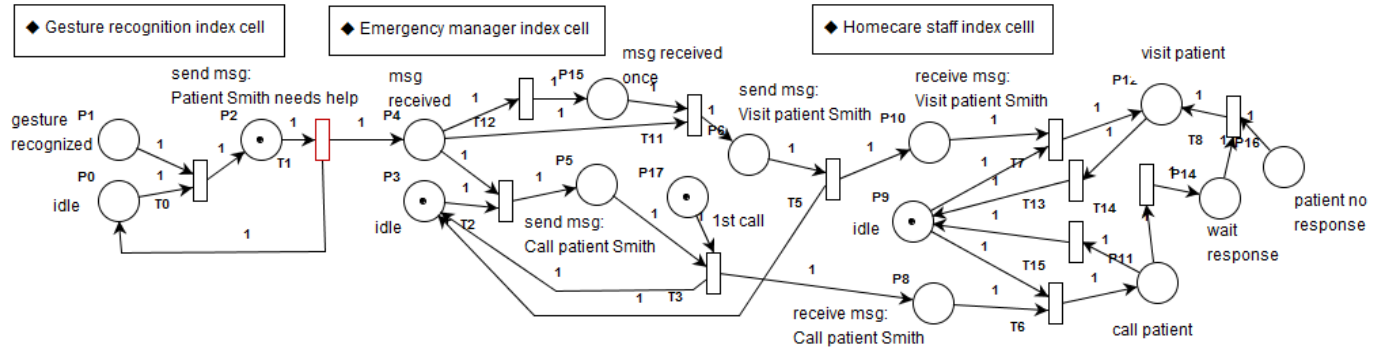 ◆ Gesture recognition index cell
◆ Emergency manager index cell
◆ Homecare staff index celll
send msg:
Patient Smith needs help
gesture
recognized
P1
P2
P0
idle
T0
T1
1
1
1
1
1
1
msg
received
P4
P3
idle
T12
P15
msg received
once
T11
T2
P5
send msg:
Call patient Smith
P17
1st call
T3
1
1
1
1
1
1
1
1
1
1
1
1
1
send msg:
Visit patient Smith
P6
T5
1
1
1
1
receive msg:
Visit patient Smith
P10
P9
idle
P8
receive msg:
Call patient Smith
T7
T13
T14
T15
T6
P11
call patient
visit patient
P12
T8
P16
P14
wait
response
patient no
response
1
1
1
1
1
1
1
1
1
1
1
1
1
1